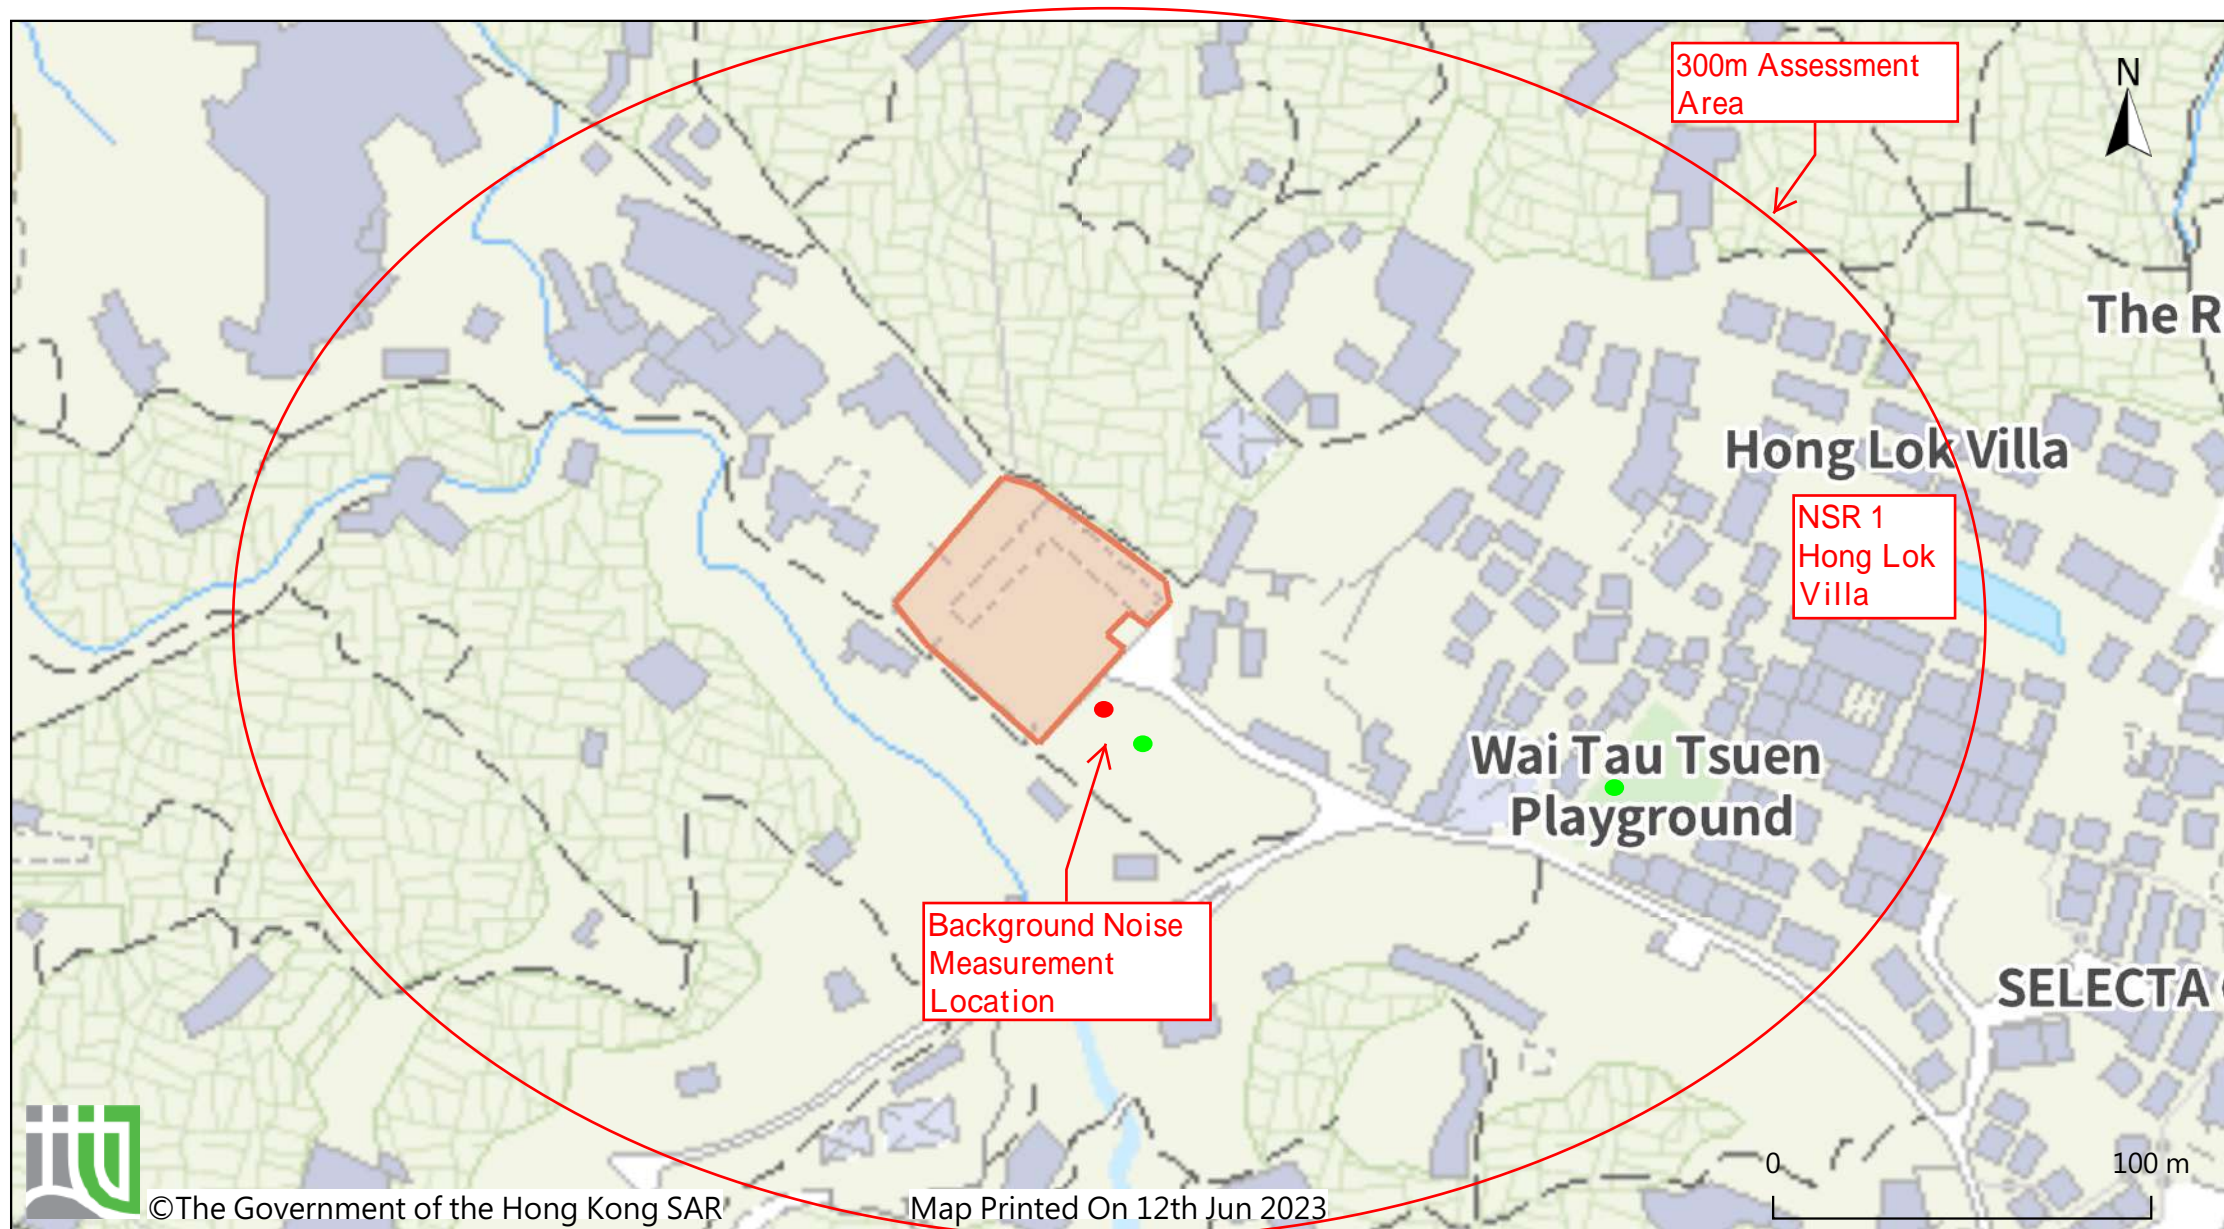 300m Assessment
Area
N
The R
Hong Lok Villa
NSR 1
Hong Lok
Villa
Wai Tau Tsuen
Playground
Background Noise
Measurement
Location
SELECTA
0
100 m
©The Government of the Hong Kong SAR
Map Printed On 12th Jun 2023